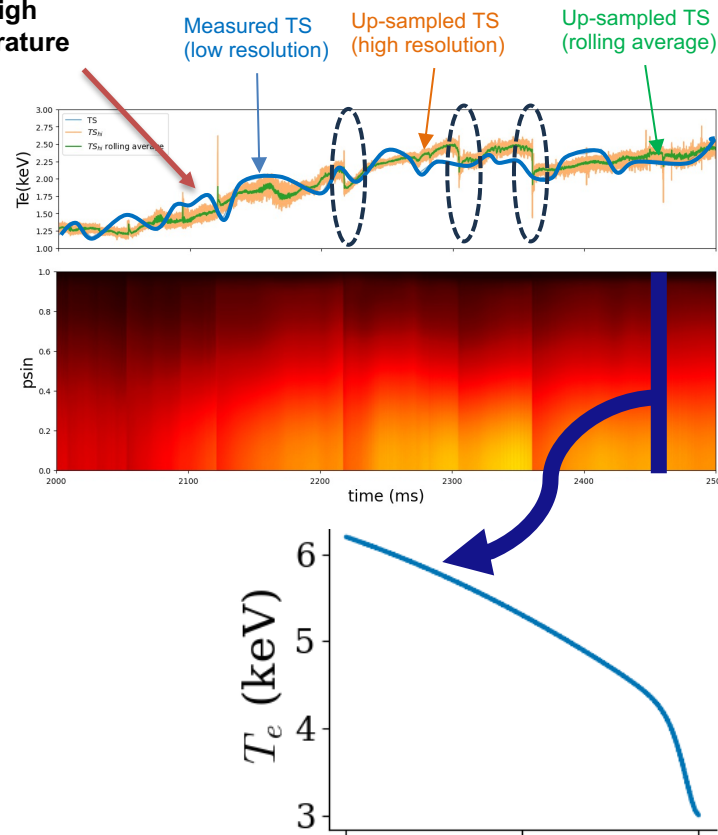 igh
rature
Measured TS
(low resolution)
Up-sampled TS
(high resolution)
Up-sampled TS
(rolling average)
3.00
2.75
2.50
2.25
2.00
1.75
1.50
1.25
1.00
Te(keV)
TS
TS_hs rolling average
1.0
0.8
0.6
0.4
0.2
0.0
psin
2000
2100
2200
2300
2400
250
time (ms)
6
5
4
3
T_e (keV)